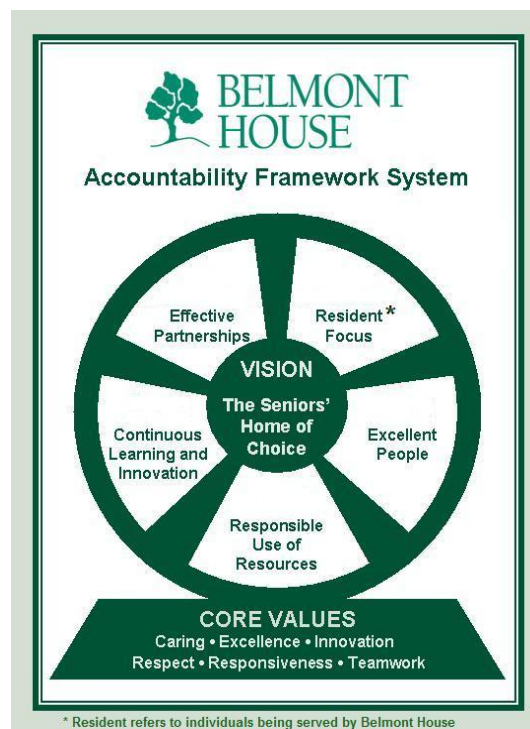 BELMONT
HOUSE
Accountability Framework System
Effective
Partnerships
Resident *
Focus
VISION
The Seniors'
Home of
Choice
Continuous
Learning and
Innovation
Excellent
People
Responsible
Use of
Resources
CORE VALUES
Caring • Excellence • Innovation
Respect • Responsiveness • Teamwork
* Resident refers to individuals being served by Belmont House